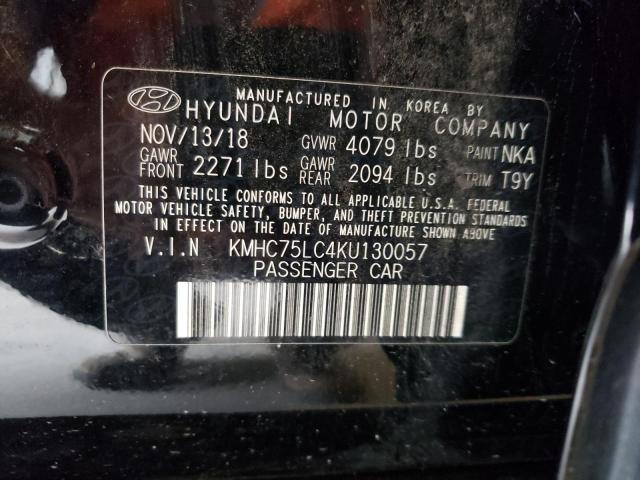 MANUFACTURED IN KOREA BY
HYUNDAI MOTOR COMPANY
NOV/13/18 GVWR 4079 lbs PAINT NKA
GAWR FRONT 2271 lbs GAWR REAR 2094 lbs TRIM T9Y
THIS VEHICLE CONFORMS TO ALL APPLICABLE U.S.A. FEDERAL
MOTOR VEHICLE SAFETY, BUMPER, AND THEFT PREVENTION STANDARDS
IN EFFECT ON THE DATE OF MANUFACTURE SHOWN ABOVE
V.I.N KMHC75LC4KU130057
PASSENGER CAR